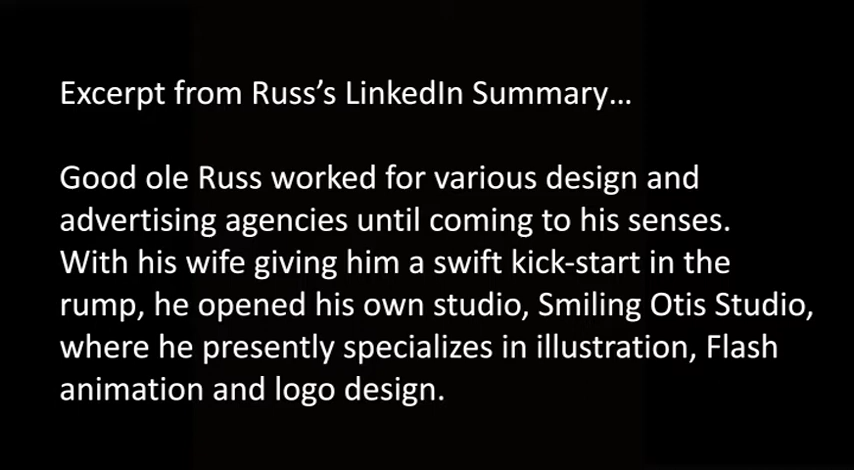 Excerpt from Russ’s LinkedIn Summary…
Good ole Russ worked for various design and
advertising agencies until coming to his senses.
With his wife giving him a swift kick-start in the
rump, he opened his own studio, Smiling Otis Studio,
where he presently specializes in illustration, Flash
animation and logo design.